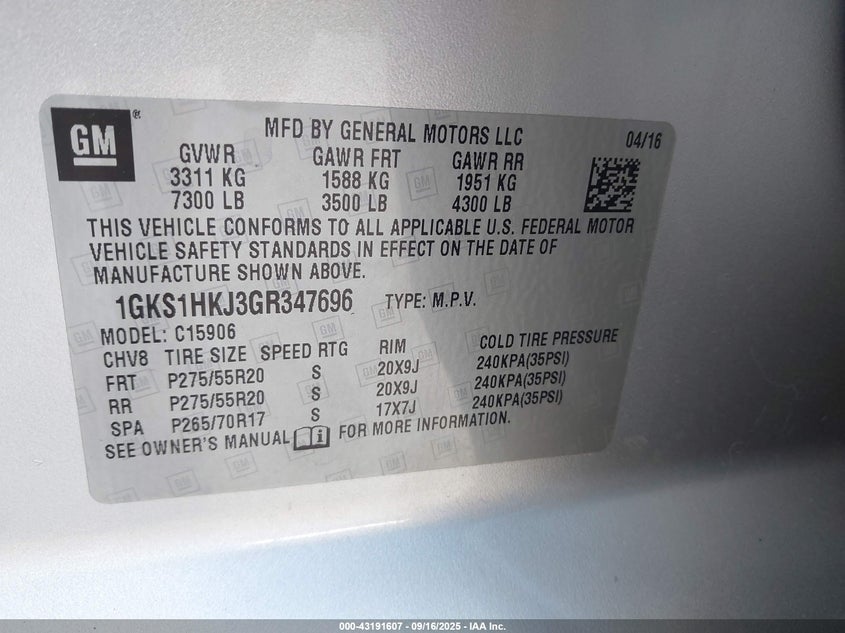 GM®
MFD BY GENERAL MOTORS LLC 04/16
GVWR GAWR FRT GAWR RR
3311 KG 1588 KG 1951 KG
7300 LB 3500 LB 4300 LB
THIS VEHICLE CONFORMS TO ALL APPLICABLE U.S. FEDERAL MOTOR
VEHICLE SAFETY STANDARDS IN EFFECT ON THE DATE OF
MANUFACTURE SHOWN ABOVE.
1GKS1HKJ3GR347696 TYPE: M.P.V.
MODEL: C15906
CHV8 TIRE SIZE SPEED RTG RIM COLD TIRE PRESSURE
FRT P275/55R20 S 20X9J 240KPA(35PSI)
RR P275/55R20 S 20X9J 240KPA(35PSI)
SPA P265/70R17 S 17X7J 240KPA(35PSI)
SEE OWNER'S MANUAL FOR MORE INFORMATION.
000-43191607 - 09/16/2025 - IAA Inc.